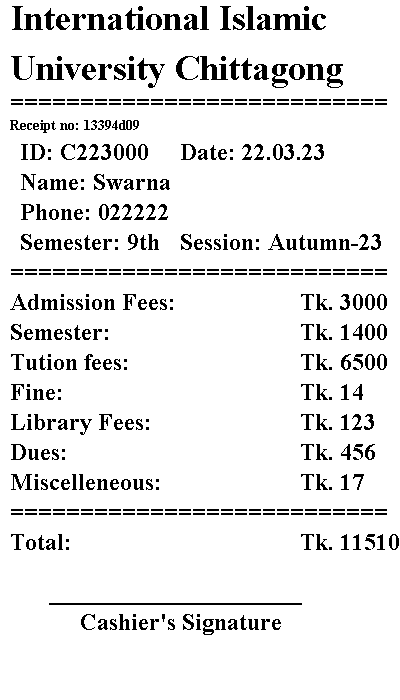 International Islamic
University Chittagong
===========================
Receipt no: 13394d09
ID: C223000 Date: 22.03.23
Name: Swarna
Phone: 022222
Semester: 9th Session: Autumn-23
===========================
Admission Fees: Tk. 3000
Semester: Tk. 1400
Tution fees: Tk. 6500
Fine: Tk. 14
Library Fees: Tk. 123
Dues: Tk. 456
Miscelleneous: Tk. 17
===========================
Total: Tk. 11510
_____________________
Cashier's Signature